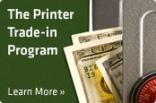 The Printer
Trade-in
Program
Learn More »